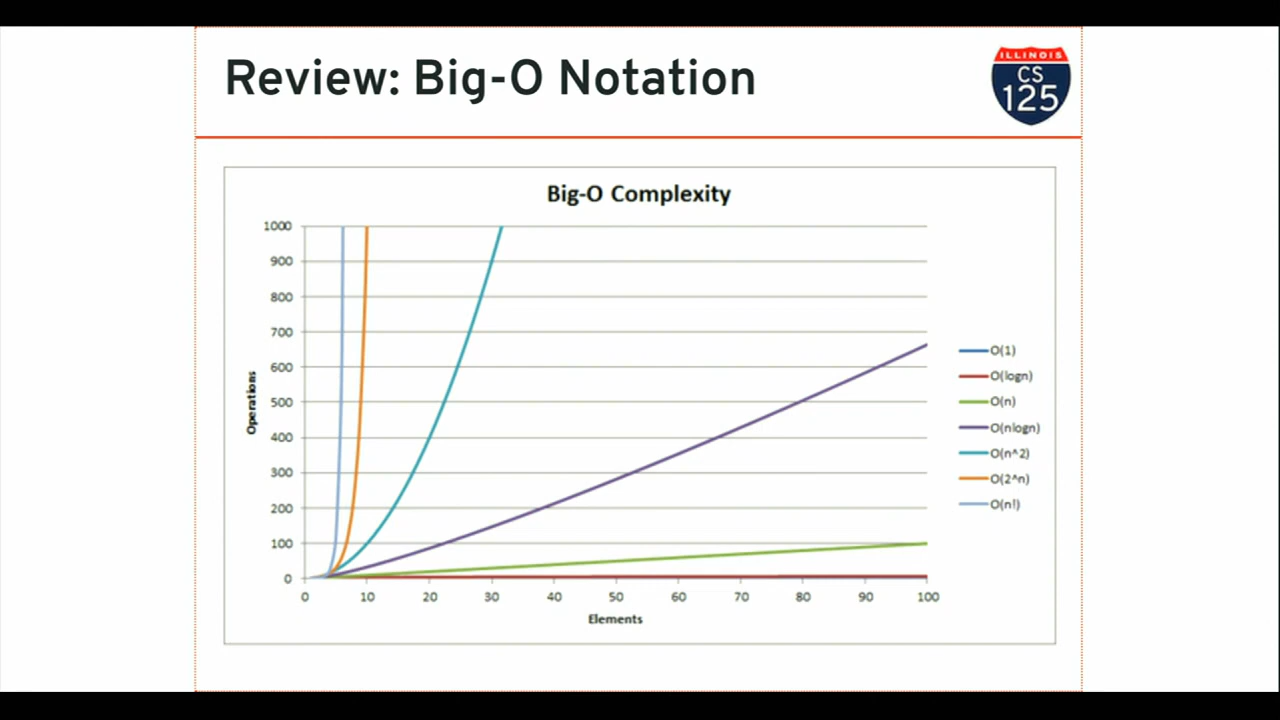 Review: Big-O Notation
ILLINOIS
CS
125
Big-O Complexity
1000
900
800
700
600
500
400
300
200
100
0
Operations
0 10 20 30 40 50 60 70 80 90 100
Elements
O(1)
O(logn)
O(n)
O(nlogn)
O(n^2)
O(2^n)
O(n!)